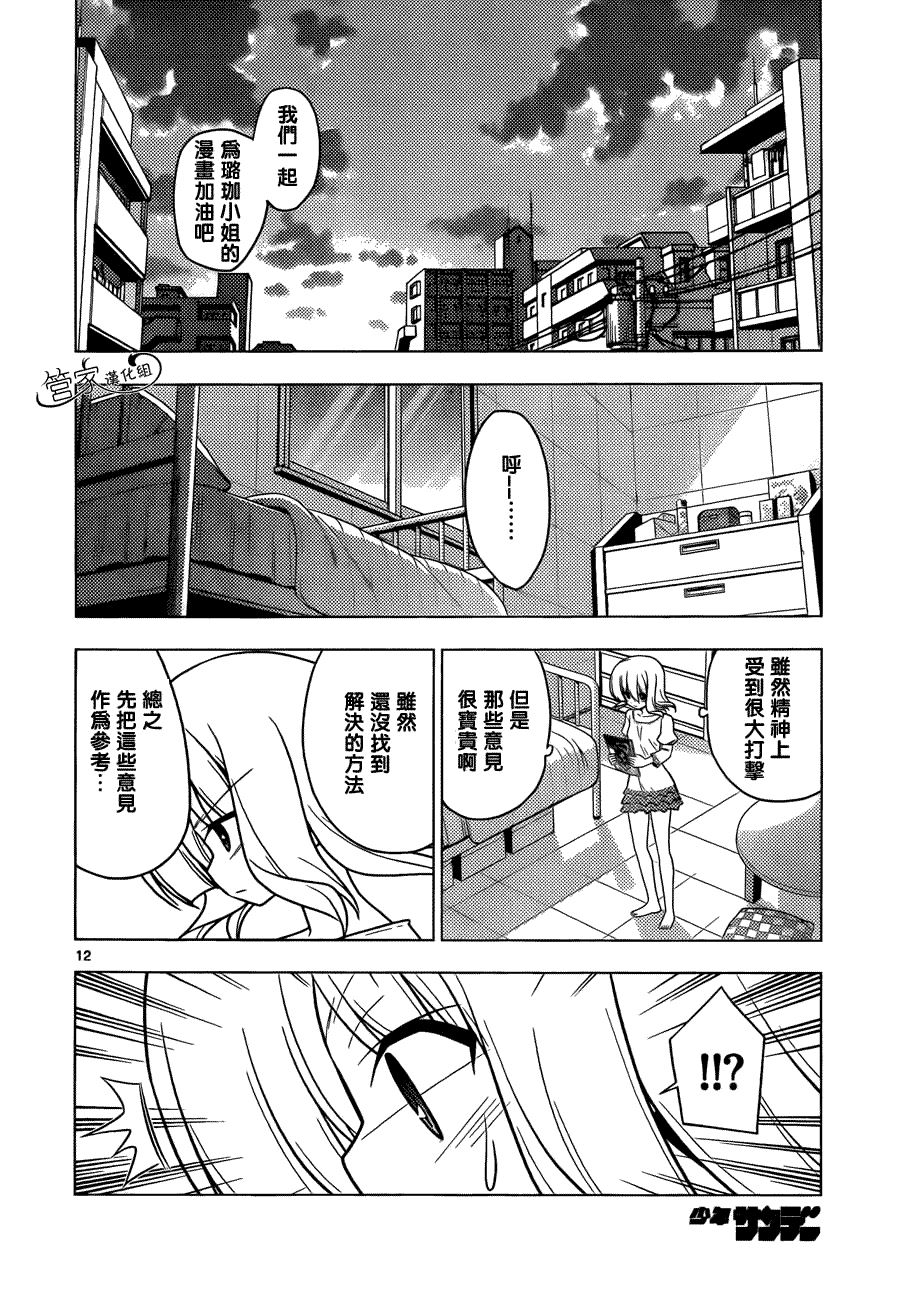 我們一起
爲璐珈小姐的
漫畫加油吧
管家漢化組
呼——……
雖然精神上
受到很大打擊
但是
那些意見
很寶貴啊
雖然
還沒找到
解決的方法
總之
先把這些意見
作爲參考…
12
!!?
少年サンデー